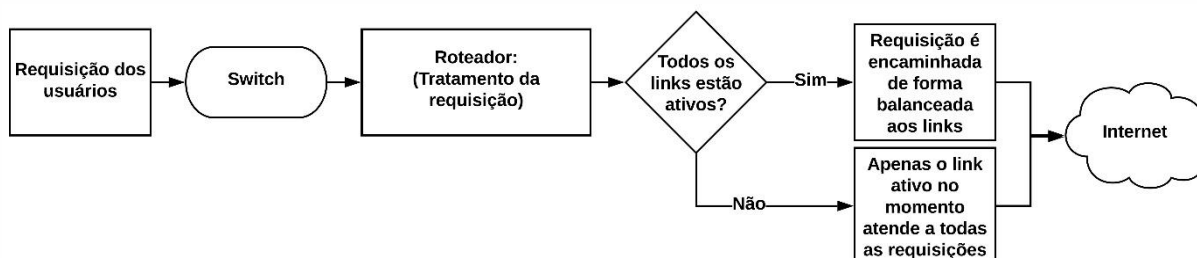 Requisição dos
usuários
Switch
Roteador:
(Tratamento da
requisição)
Todos os
links estão
ativos?
Sim
Requisição é
encaminhada
de forma
balanceada
aos links
Não
Apenas o link
ativo no
momento
atende a todas
as requisições
Internet